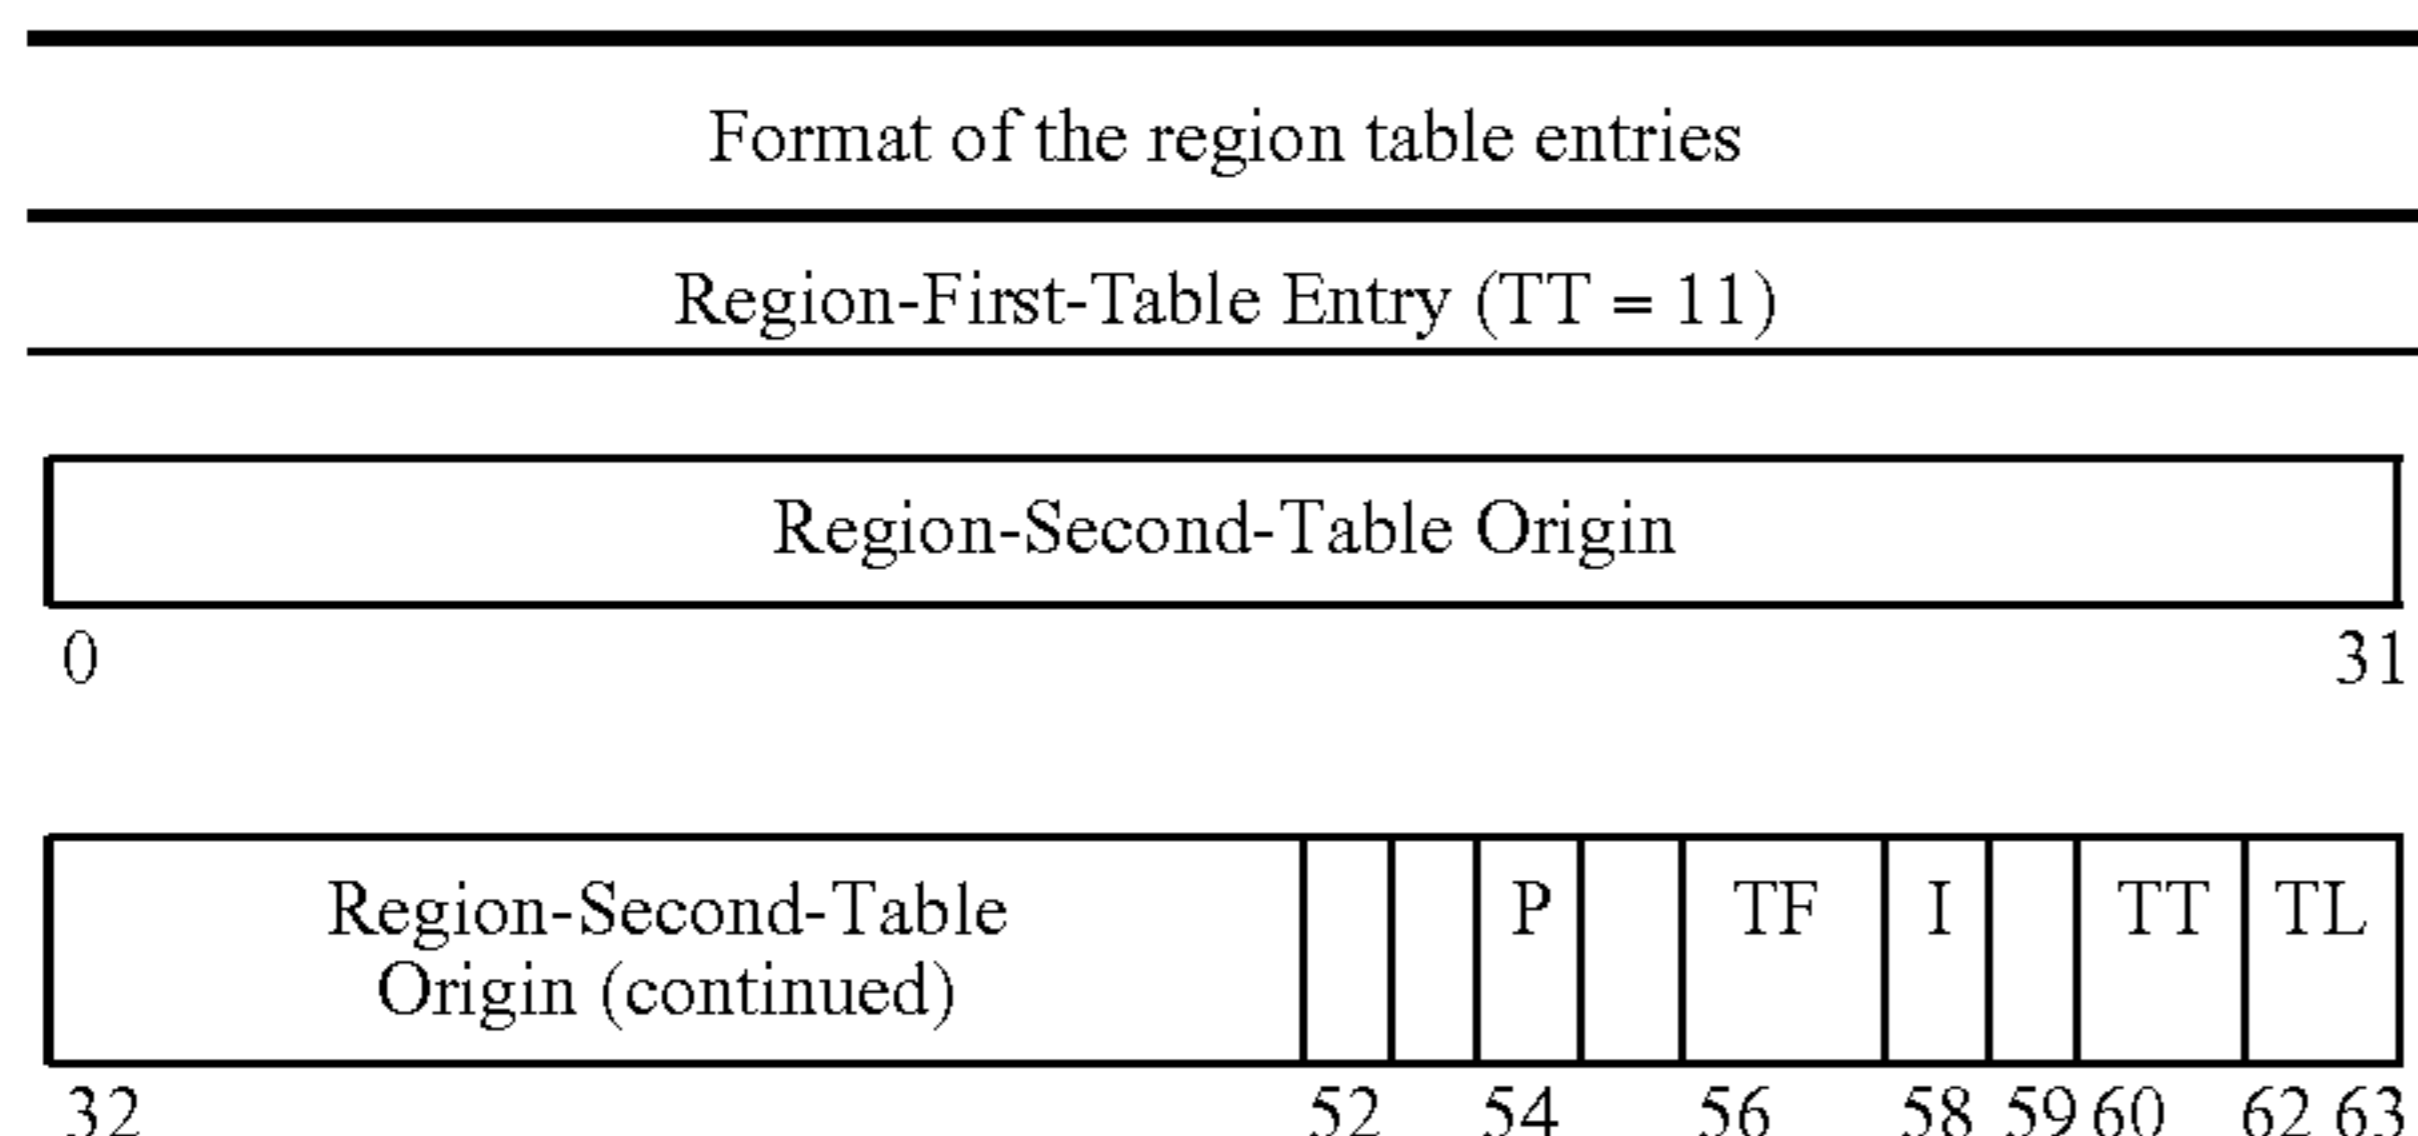 Format of the region table entries
Region-First-Table Entry (TT = 11)
Region-Second-Table Origin
0 31
Region-Second-Table
Origin (continued)
P TF I TT TL
32 52 54 56 58 59 60 62 63